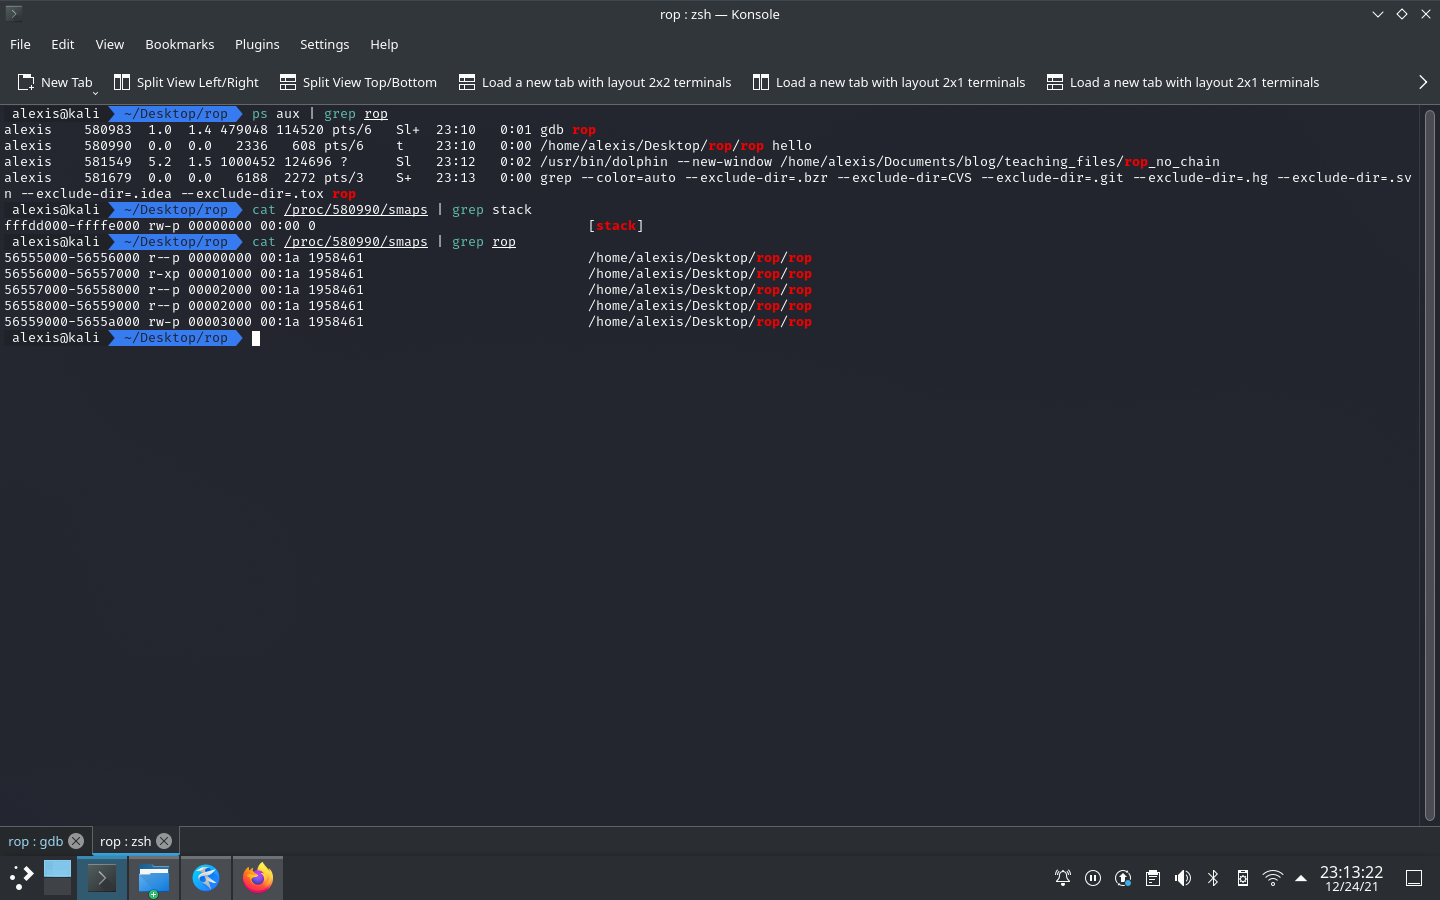 rop : zsh — Konsole
File Edit View Bookmarks Plugins Settings Help
New Tab Split View Left/Right Split View Top/Bottom Load a new tab with layout 2x2 terminals Load a new tab with layout 2x1 terminals Load a new tab with layout 2x1 terminals
alexis@kali ~/Desktop/rop ps aux | grep rop
alexis 580983 1.0 1.4 479048 114520 pts/6 Sl+ 23:10 0:01 gdb rop
alexis 580990 0.0 0.0 2336 608 pts/6 t 23:10 0:00 /home/alexis/Desktop/rop/rop hello
alexis 581549 5.2 1.5 1000452 124696 ? Sl 23:12 0:02 /usr/bin/dolphin --new-window /home/alexis/Documents/blog/teaching_files/rop_no_chain
alexis 581679 0.0 0.0 6188 2272 pts/3 S+ 23:13 0:00 grep --color=auto --exclude-dir=.bzr --exclude-dir=CVS --exclude-dir=.git --exclude-dir=.hg --exclude-dir=.sv
n --exclude-dir=.idea --exclude-dir=.tox rop
alexis@kali ~/Desktop/rop cat /proc/580990/smaps | grep stack
fffdd000-ffffe000 rw-p 00000000 00:00 0 [stack]
alexis@kali ~/Desktop/rop cat /proc/580990/smaps | grep rop
56555000-56556000 r--p 00000000 00:1a 1958461 /home/alexis/Desktop/rop/rop
56556000-56557000 r-xp 00001000 00:1a 1958461 /home/alexis/Desktop/rop/rop
56557000-56558000 r--p 00002000 00:1a 1958461 /home/alexis/Desktop/rop/rop
56558000-56559000 r--p 00002000 00:1a 1958461 /home/alexis/Desktop/rop/rop
56559000-5655a000 rw-p 00003000 00:1a 1958461 /home/alexis/Desktop/rop/rop
alexis@kali ~/Desktop/rop
rop : gdb rop : zsh
23:13:22
12/24/21